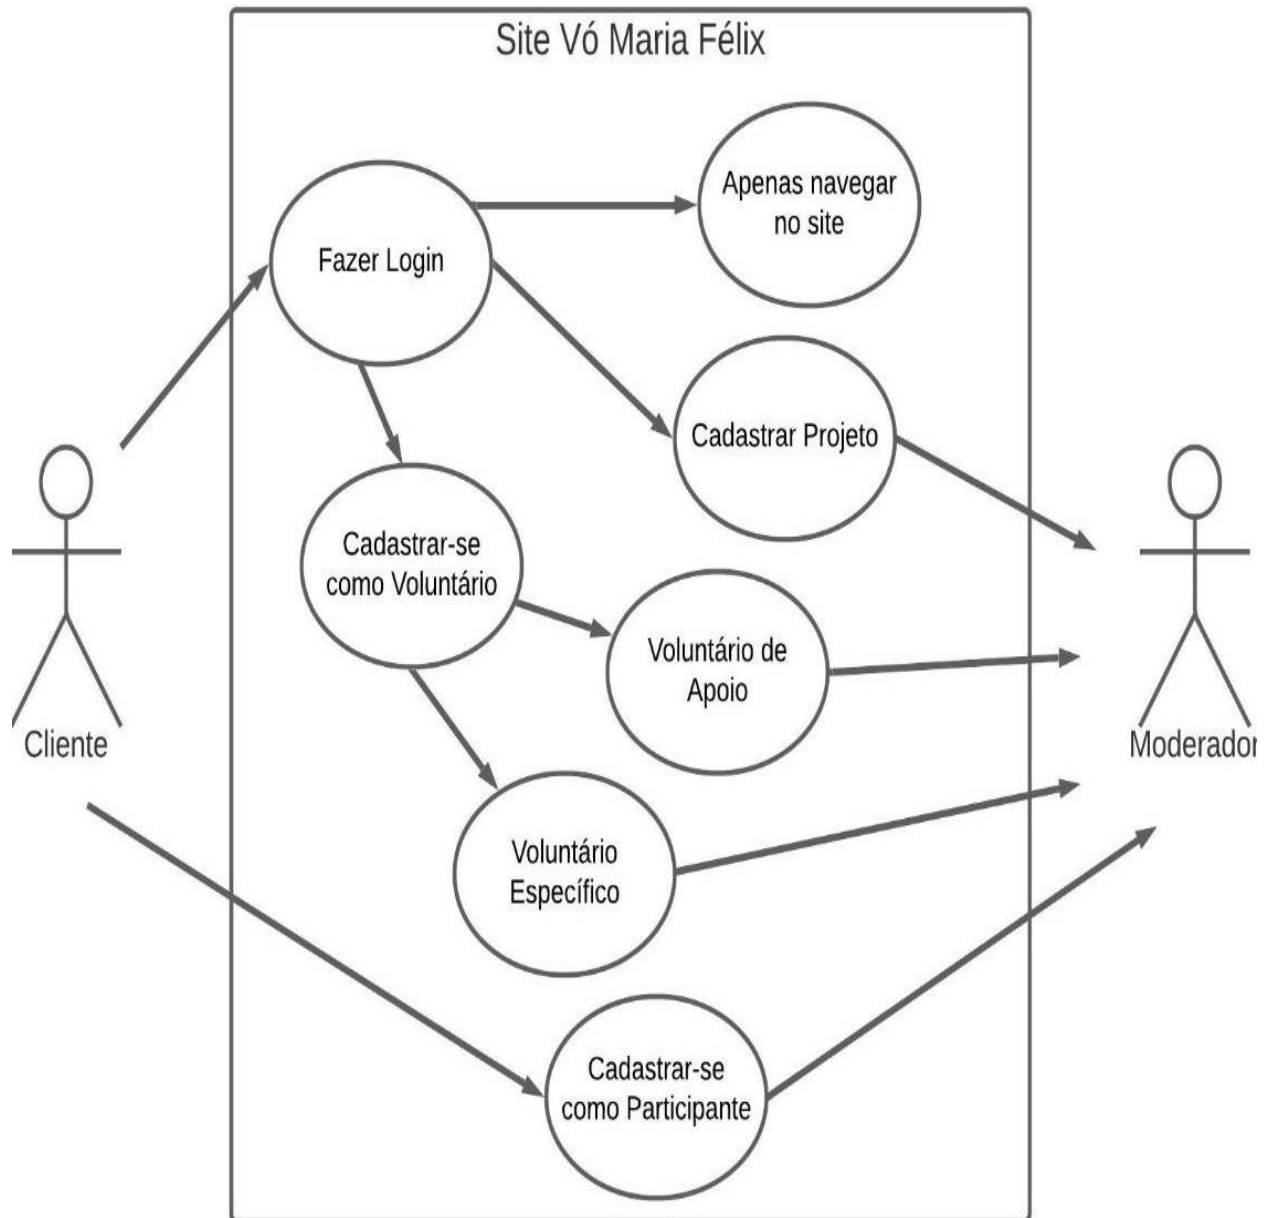 Site Vó Maria Félix
Apenas navegar
no site
Fazer Login
Cadastrar Projeto
Cadastrar-se
como Voluntário
Voluntário de
Apoio
Cliente
Moderador
Voluntário
Específico
Cadastrar-se
como Participante